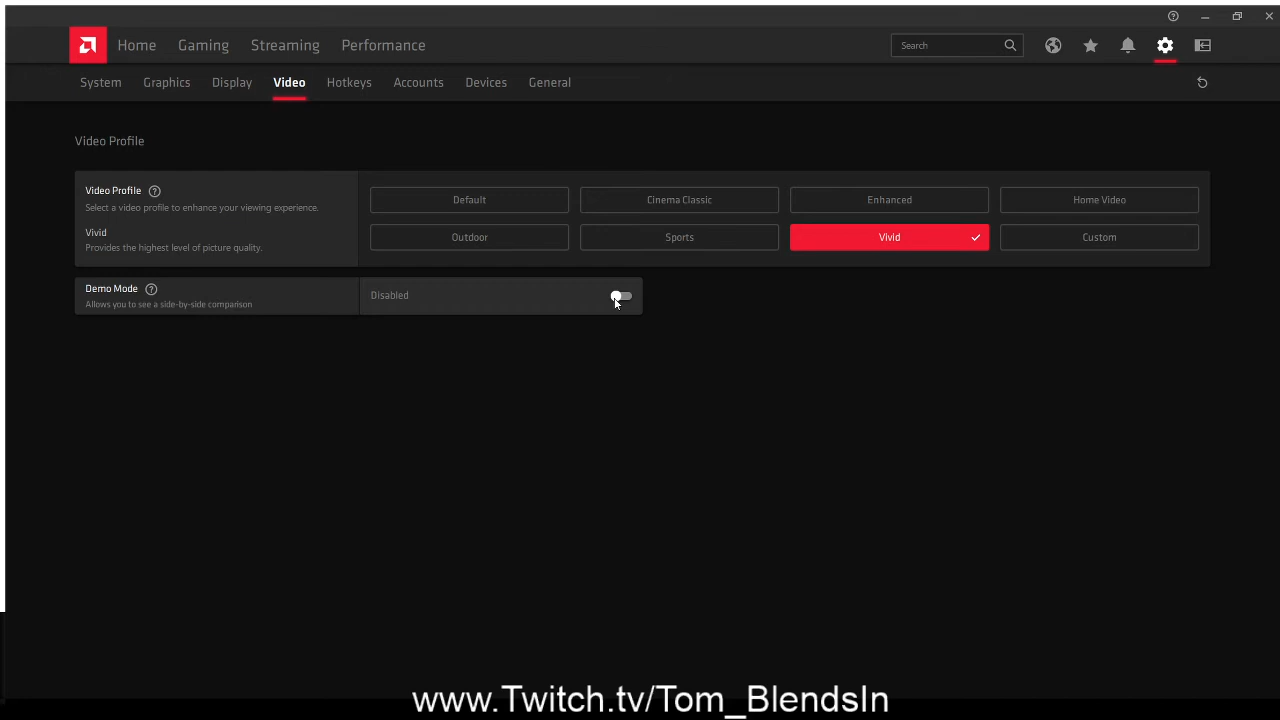 Home Gaming Streaming Performance Search
System Graphics Display Video Hotkeys Accounts Devices General
Video Profile
Video Profile
Select a video profile to enhance your viewing experience.
Vivid
Provides the highest level of picture quality.
Default Cinema Classic Enhanced Home Video
Outdoor Sports Vivid Custom
Demo Mode
Allows you to see a side-by-side comparison
Disabled
www.Twitch.tv/Tom_BlendsIn